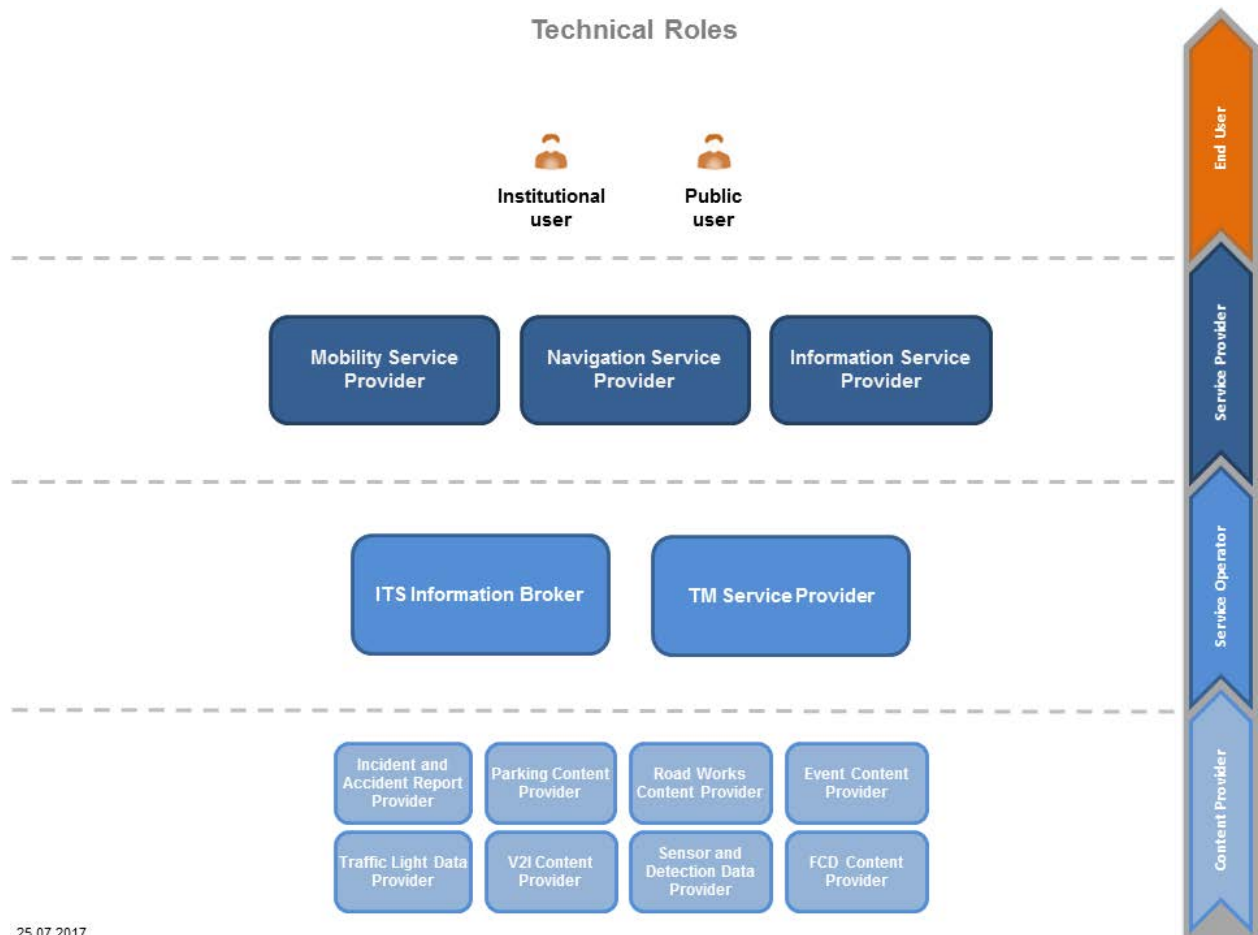 Technical Roles
Institutional
user
Public
user
End User
Mobility Service
Provider
Navigation Service
Provider
Information Service
Provider
Service Provider
ITS Information Broker
TM Service Provider
Service Operator
Incident and
Accident Report
Provider
Parking Content
Provider
Road Works
Content Provider
Event Content
Provider
Traffic Light Data
Provider
V2I Content
Provider
Sensor and
Detection Data
Provider
FCD Content
Provider
Content Provider
25.07.2017